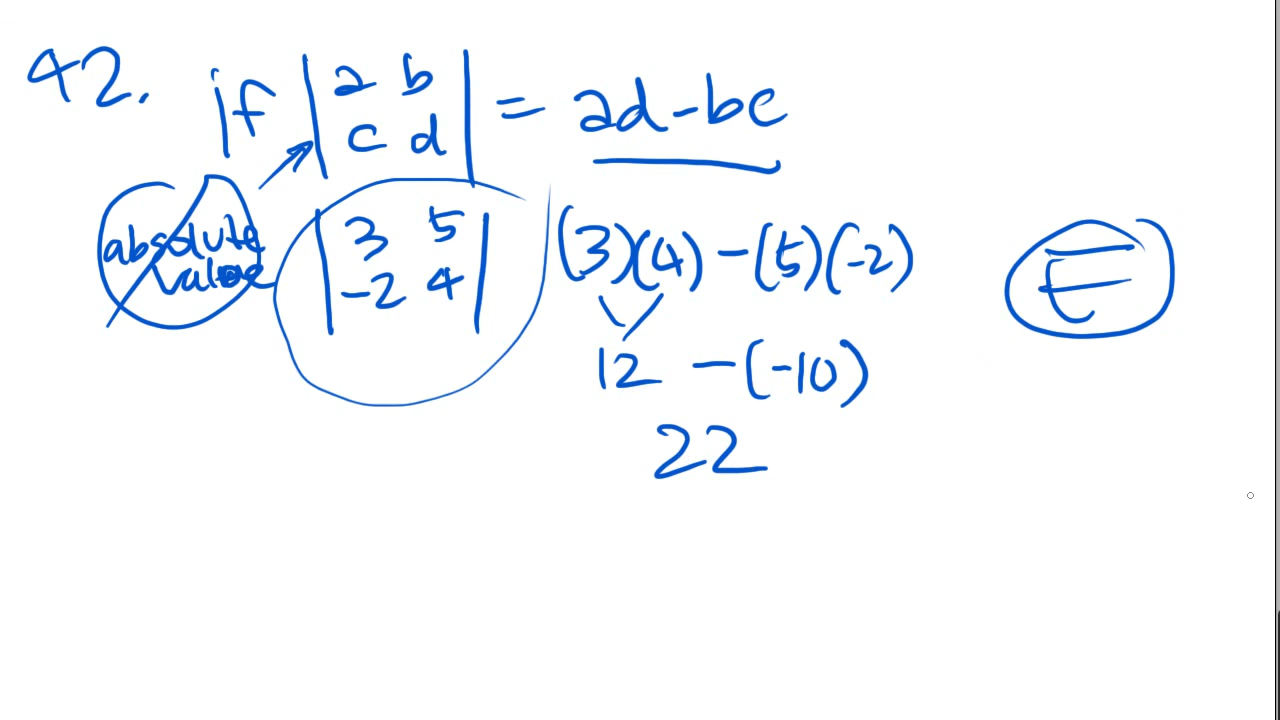 42.
if |a b| = ad-bc
|c d|
absolute
value
|3 5| (3)(4) - (5)(-2)
|-2 4|
12 - (-10)
22
E